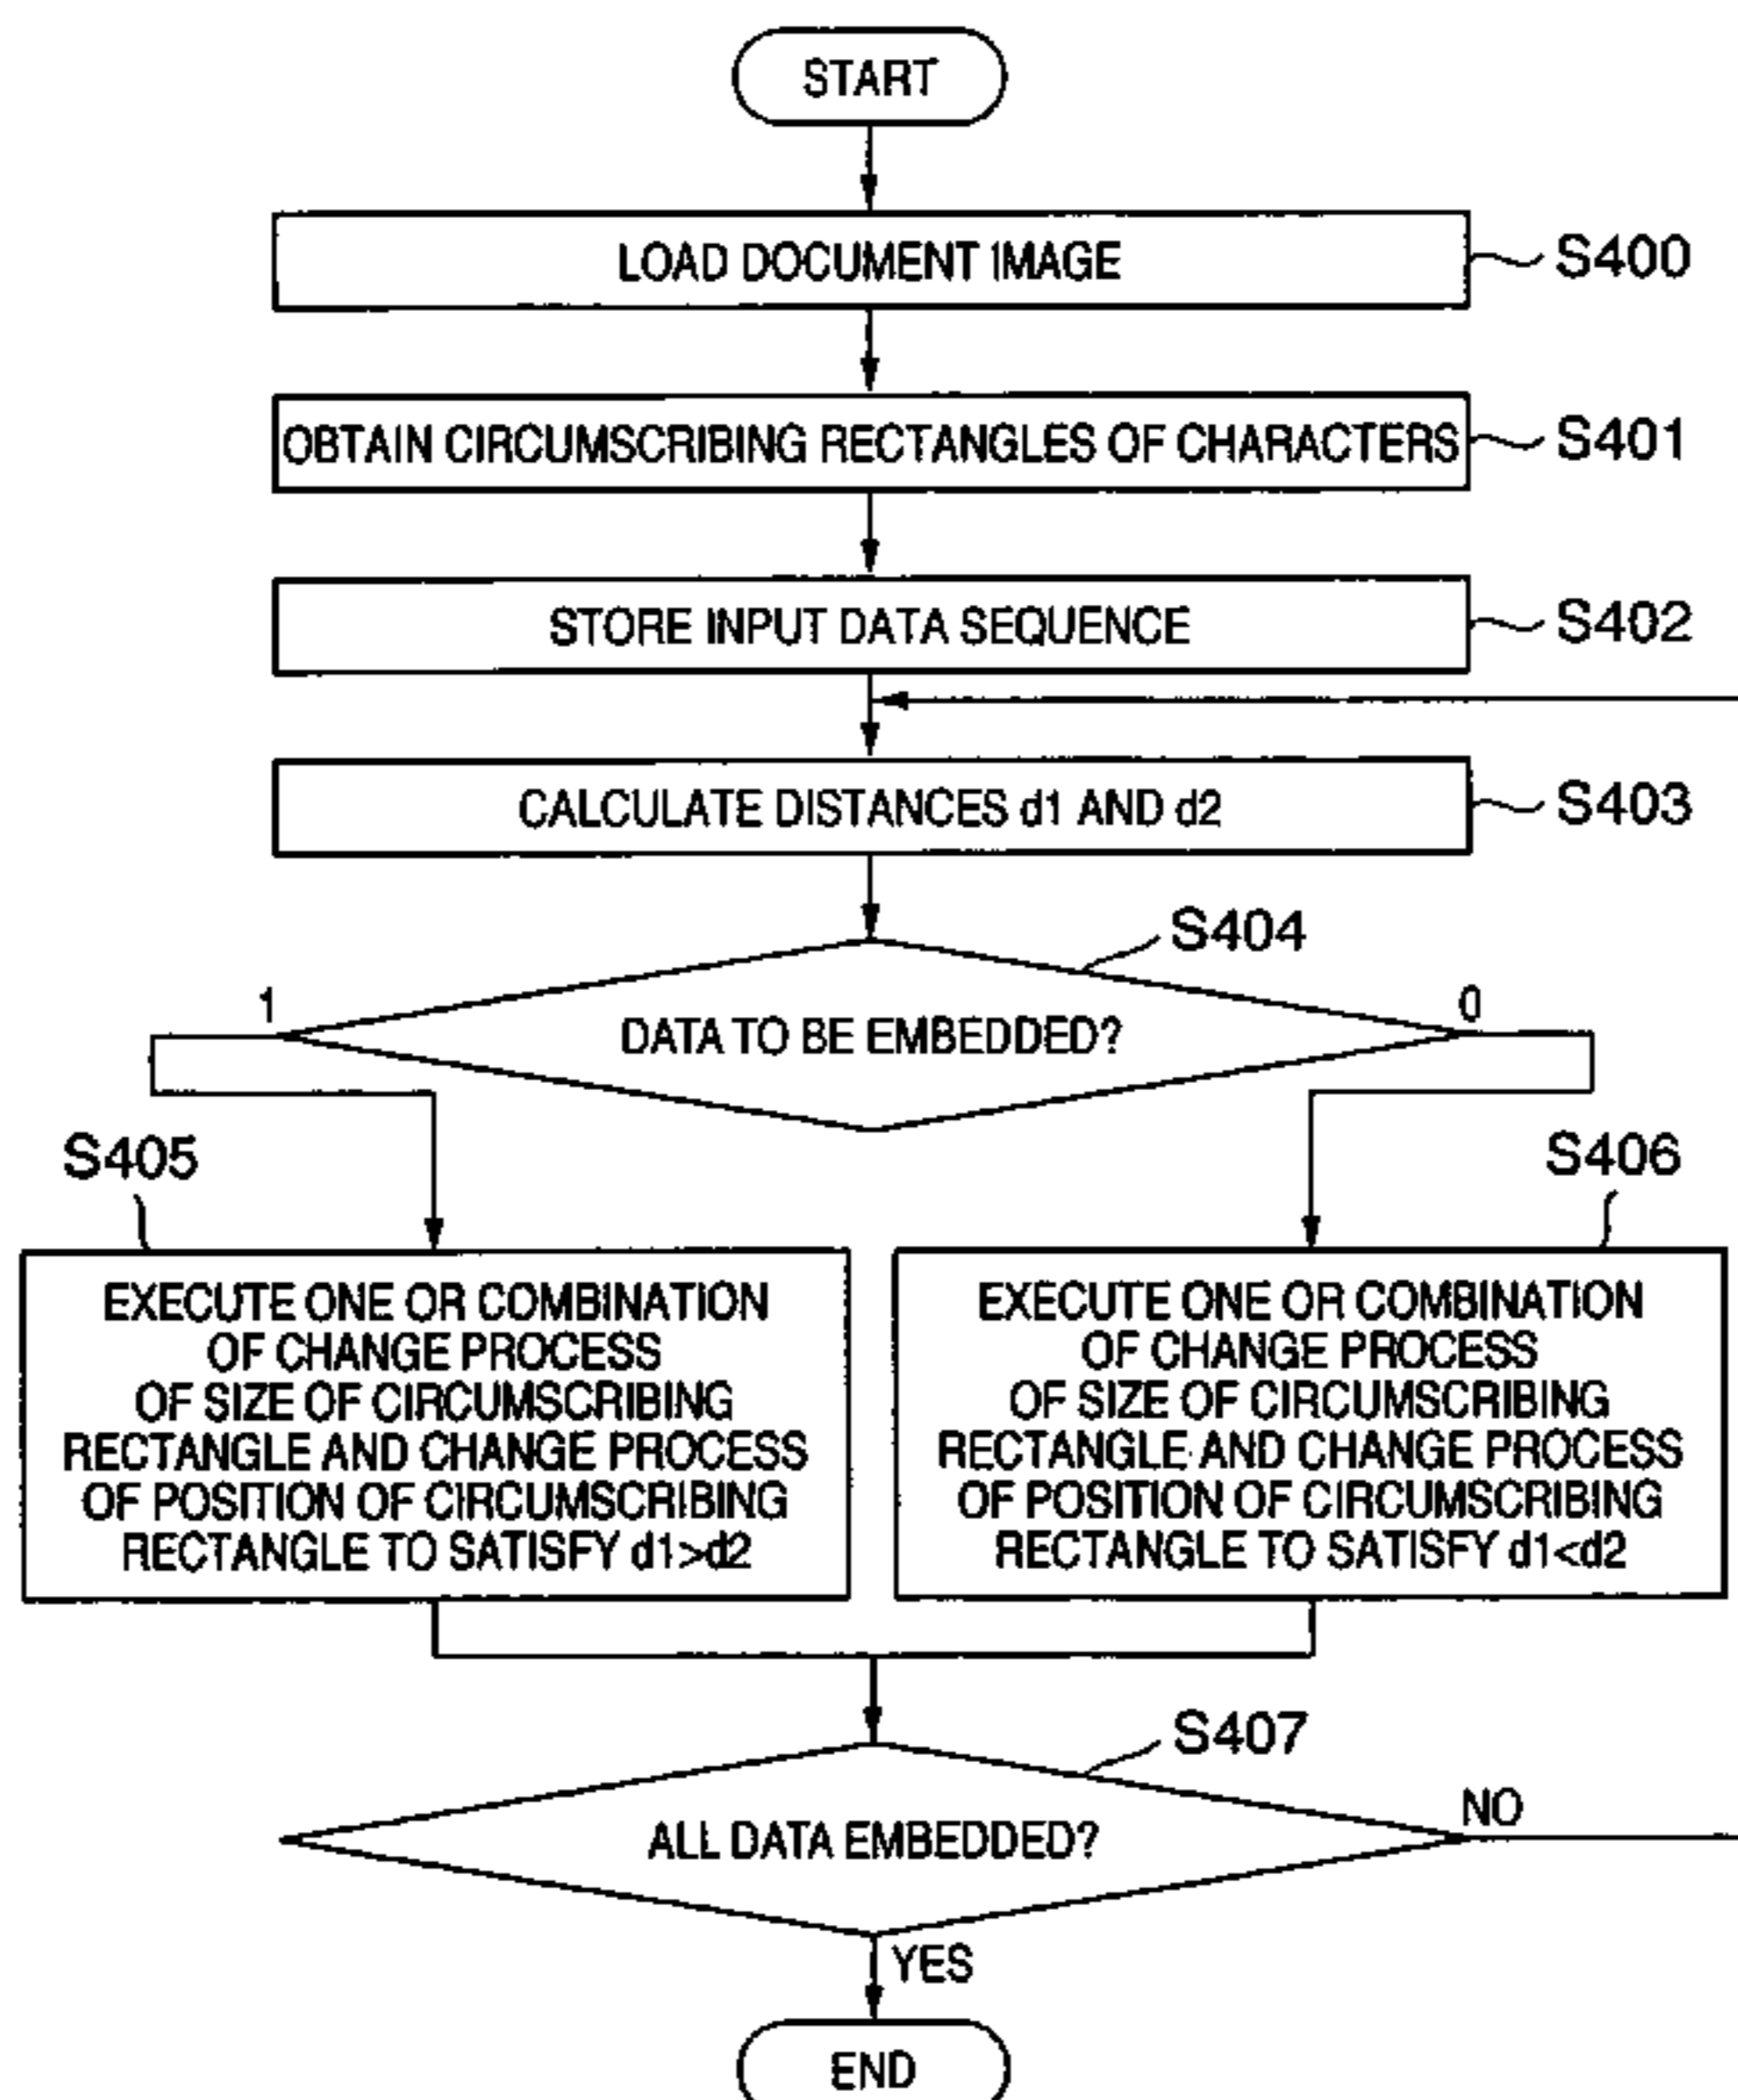 START
LOAD DOCUMENT IMAGE
S400
OBTAIN CIRCUMSCRIBING RECTANGLES OF CHARACTERS
S401
STORE INPUT DATA SEQUENCE
S402
CALCULATE DISTANCES d1 AND d2
S403
S404
1
DATA TO BE EMBEDDED?
0
S405
EXECUTE ONE OR COMBINATION
OF CHANGE PROCESS
OF SIZE OF CIRCUMSCRIBING
RECTANGLE AND CHANGE PROCESS
OF POSITION OF CIRCUMSCRIBING
RECTANGLE TO SATISFY d1>d2
S406
EXECUTE ONE OR COMBINATION
OF CHANGE PROCESS
OF SIZE OF CIRCUMSCRIBING
RECTANGLE AND CHANGE PROCESS
OF POSITION OF CIRCUMSCRIBING
RECTANGLE TO SATISFY d1<d2
S407
ALL DATA EMBEDDED?
NO
YES
END